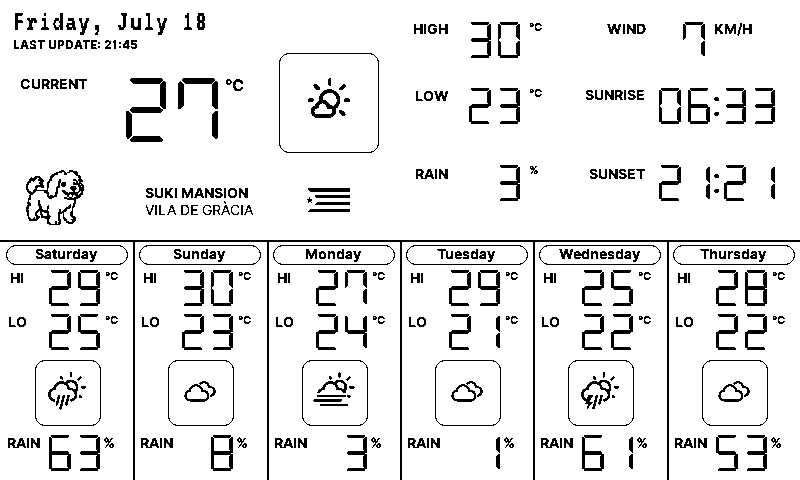 Friday, July 18
LAST UPDATE: 21:45
CURRENT 27 °C
HIGH 30 °C
WIND 7 KM/H
LOW 23 °C
SUNRISE 06:33
RAIN 3 %
SUNSET 21:21
SUKI MANSION
VILA DE GRÀCIA
Saturday
HI 29 °C
LO 25 °C
RAIN 63 %
Sunday
HI 30 °C
LO 23 °C
RAIN 8 %
Monday
HI 27 °C
LO 24 °C
RAIN 3 %
Tuesday
HI 29 °C
LO 21 °C
RAIN 1 %
Wednesday
HI 25 °C
LO 22 °C
RAIN 61 %
Thursday
HI 28 °C
LO 22 °C
RAIN 53 %